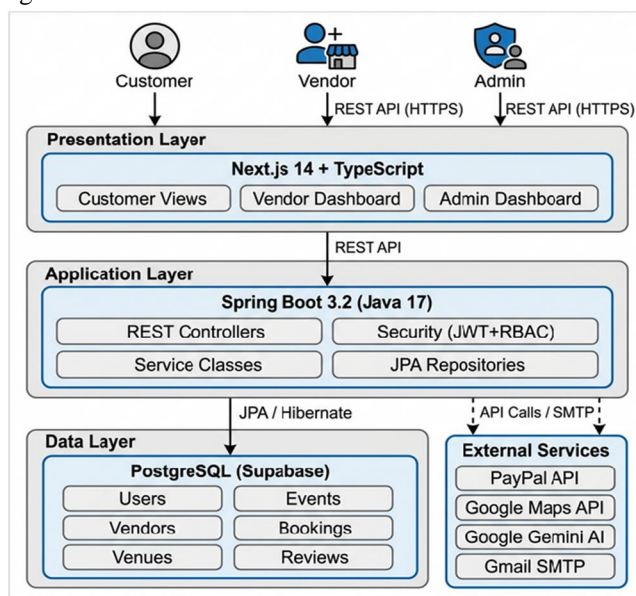 Customer
Vendor
Admin
REST API (HTTPS)
REST API (HTTPS)
Presentation Layer
Next.js 14 + TypeScript
Customer Views
Vendor Dashboard
Admin Dashboard
REST API
Application Layer
Spring Boot 3.2 (Java 17)
REST Controllers
Security (JWT+RBAC)
Service Classes
JPA Repositories
JPA / Hibernate
API Calls / SMTP
Data Layer
PostgreSQL (Supabase)
Users
Events
Vendors
Bookings
Venues
Reviews
External Services
PayPal API
Google Maps API
Google Gemini AI
Gmail SMTP